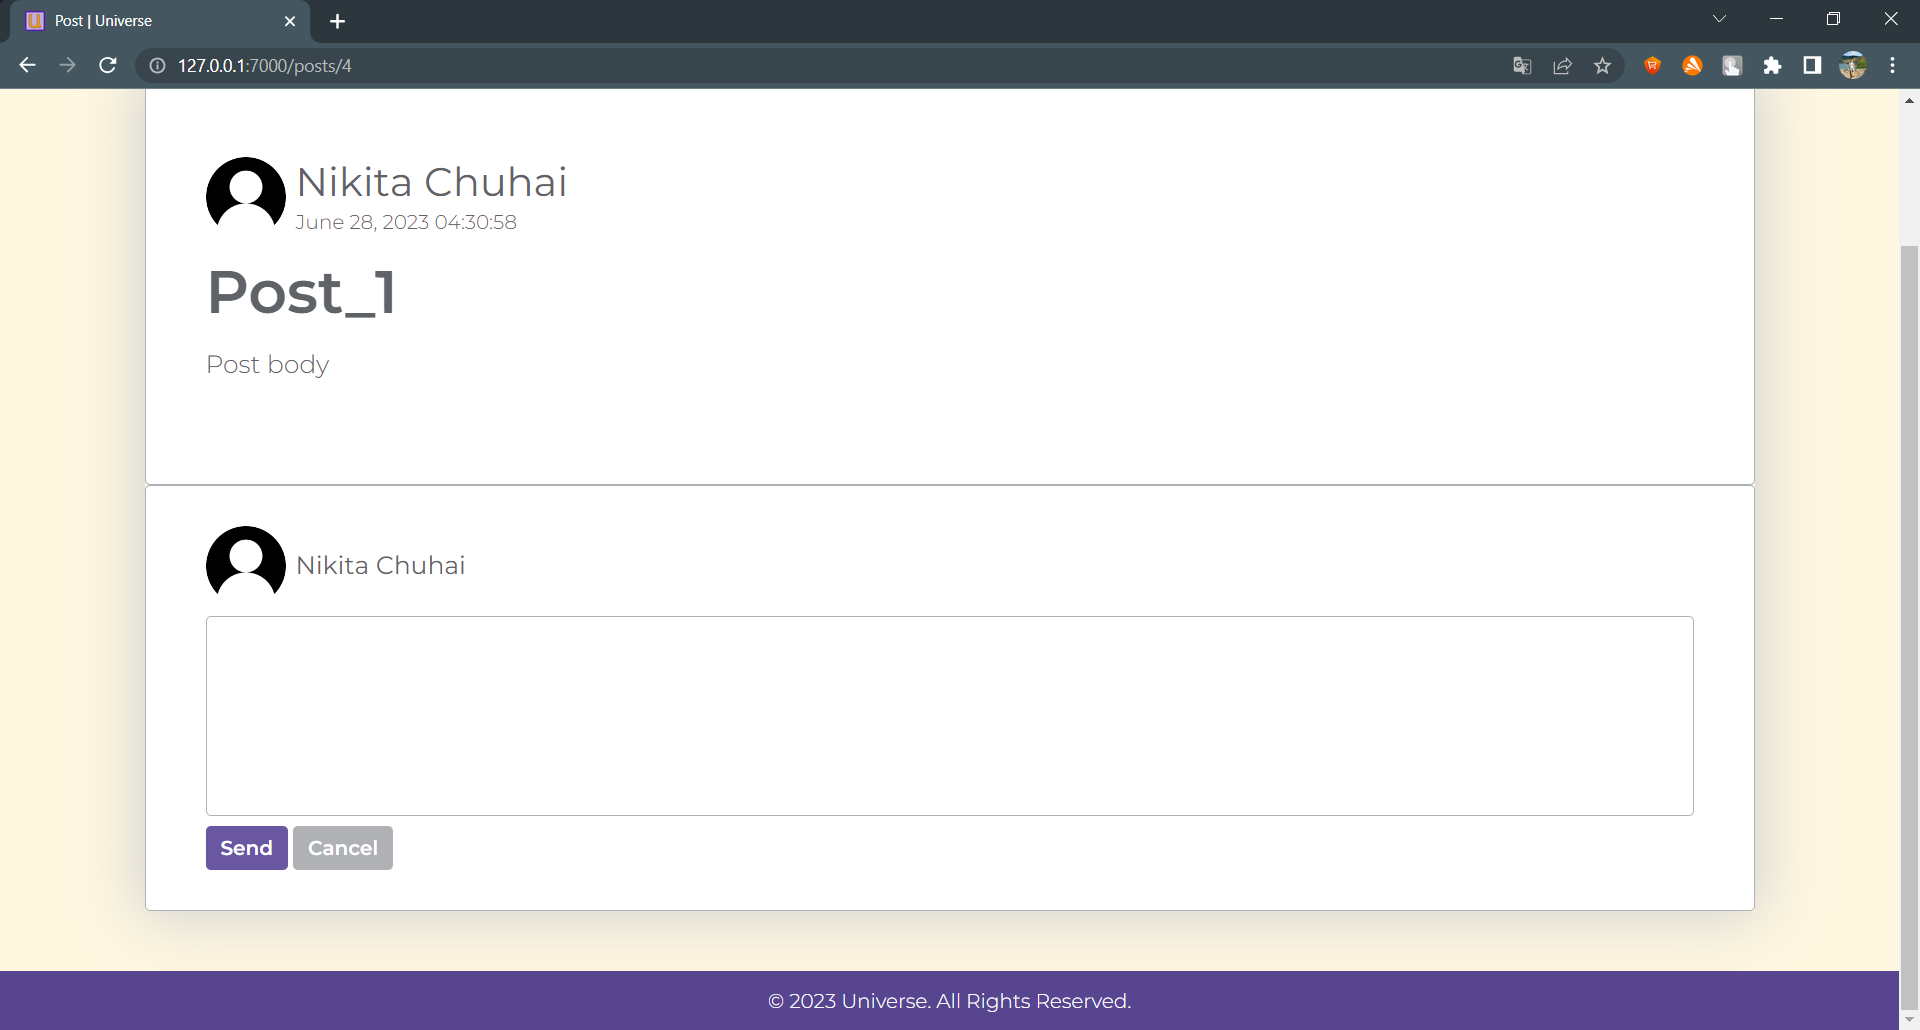 Post | Universe
127.0.0.1:7000/posts/4
Nikita Chuhai
June 28, 2023 04:30:58
Post_1
Post body
Nikita Chuhai
Send Cancel
© 2023 Universe. All Rights Reserved.